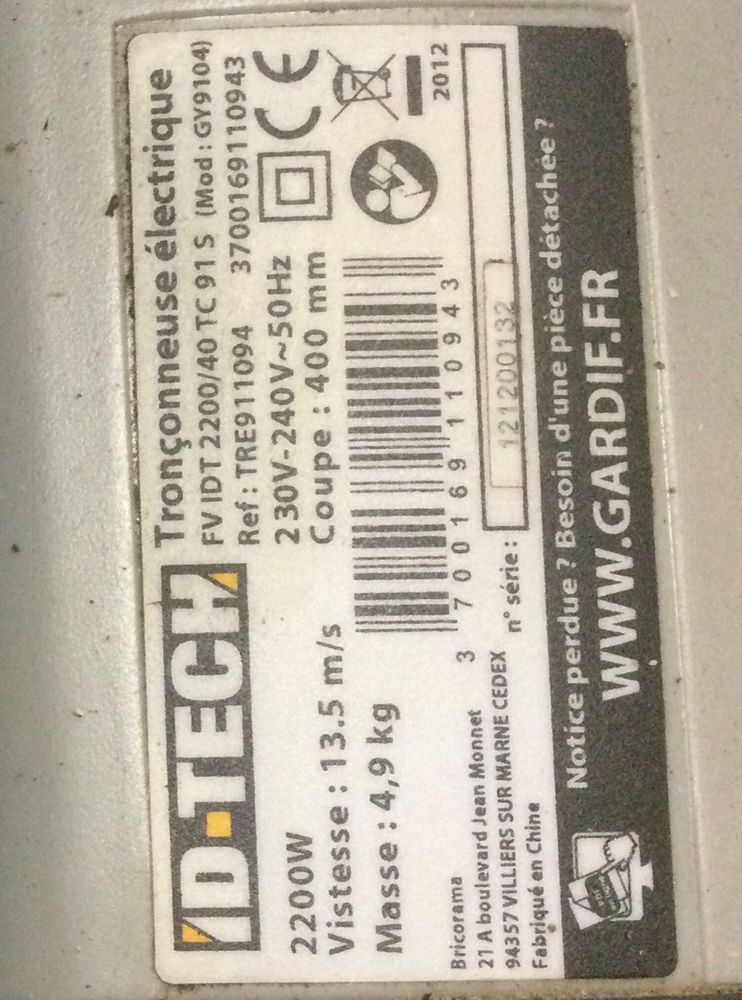 ID-TECH
Tronçonneuse électrique
FV IDT 2200/40 TC 91 S (Mod : GY9104)
Ref : TRE911094 3700169110943
230V-240V~50Hz
Coupe : 400 mm
CE
2012
2200W
Vistesse : 13.5 m/s
Masse : 4,9 kg
3 700169 110943
Bricorama
21 A boulevard Jean Monnet
94357 VILLIERS SUR MARNE CEDEX
Fabriqué en Chine
n° série :
121200132
Notice perdue ? Besoin d'une pièce détachée ?
WWW.GARDIF.FR